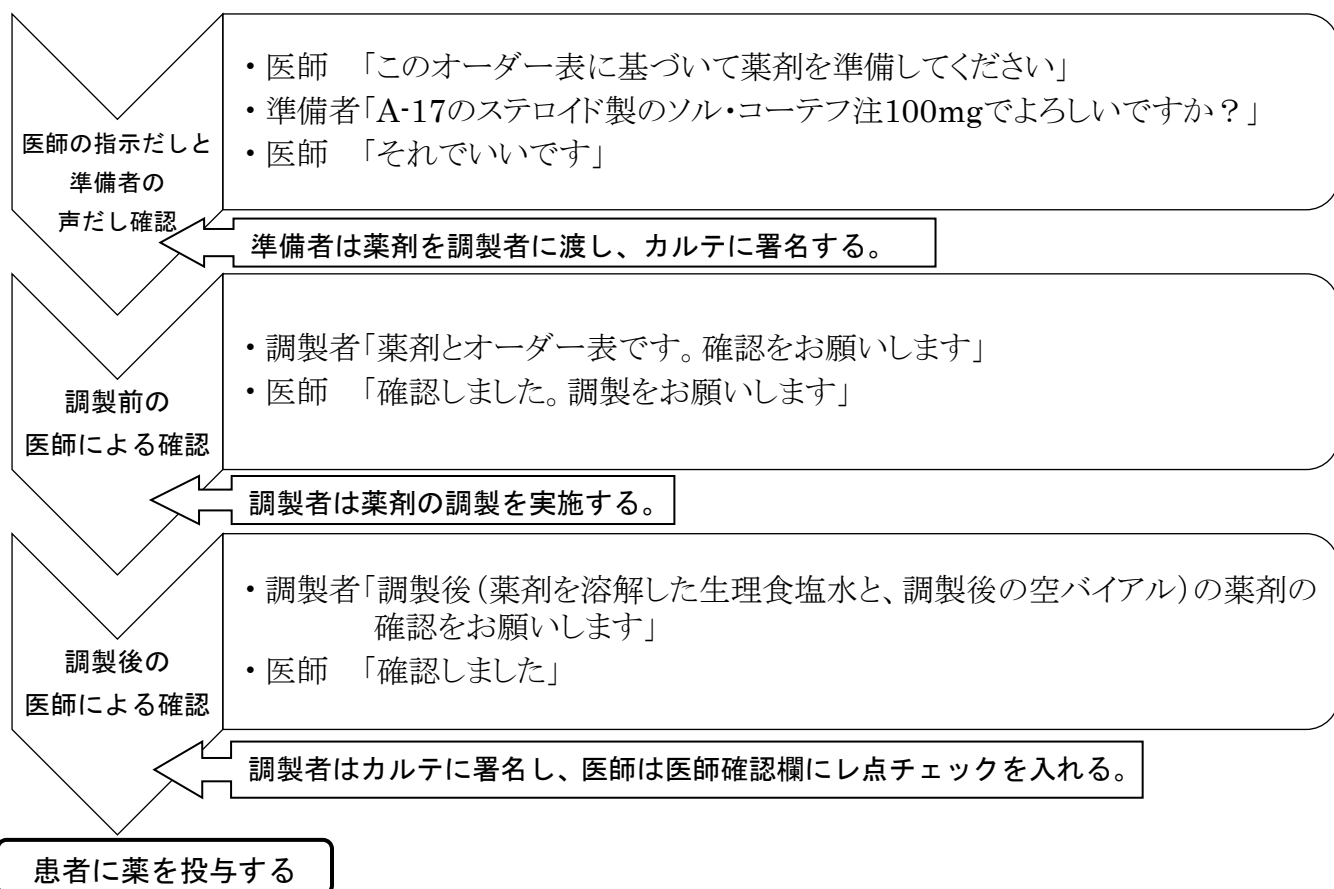 医師の指示だしと
準備者の
声だし確認
・医師　「このオーダー表に基づいて薬剤を準備してください」
・準備者「A-17のステロイド製のソル・コーテフ注100mgでよろしいですか？」
・医師　「それでいいです」
準備者は薬剤を調製者に渡し、カルテに署名する。
調製前の
医師による確認
・調製者「薬剤とオーダー表です。確認をお願いします」
・医師　「確認しました。調製をお願いします」
調製者は薬剤の調製を実施する。
調製後の
医師による確認
・調製者「調製後（薬剤を溶解した生理食塩水と、調製後の空バイアル）の薬剤の
確認をお願いします」
・医師　「確認しました」
調製者はカルテに署名し、医師は医師確認欄にレ点チェックを入れる。
患者に薬を投与する